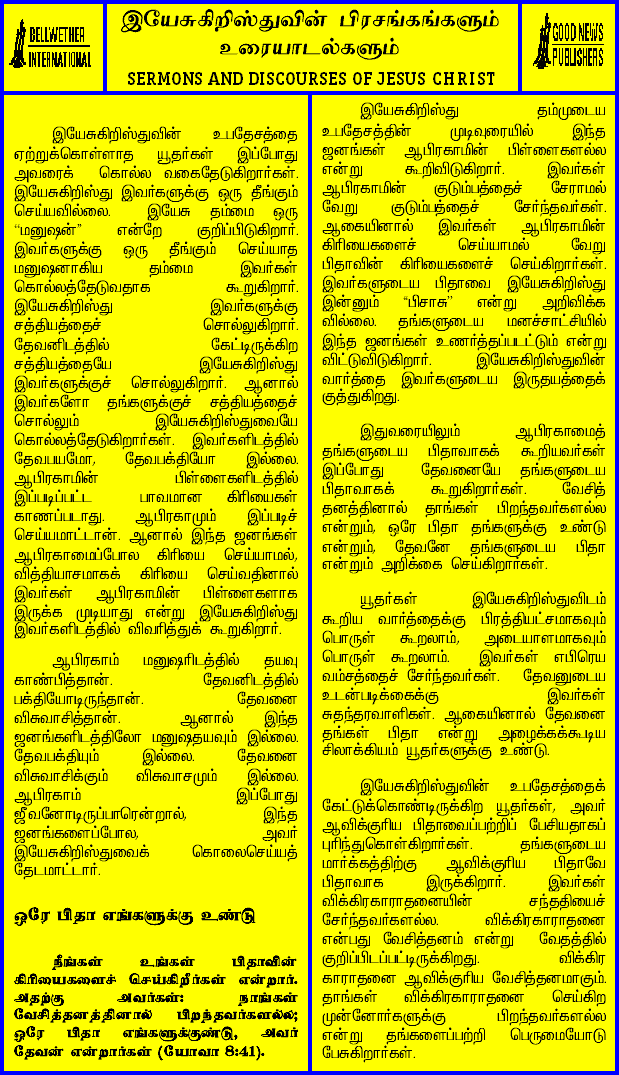 BELLWETHER
INTERNATIONAL
இயேசுகிறிஸ்துவின் பிரசங்கங்களும்
உரையாடல்களும்
SERMONS AND DISCOURSES OF JESUS CHRIST
GOOD NEWS
PUBLISHERS
இயேசுகிறிஸ்துவின் உபதேசத்தை
ஏற்றுக்கொள்ளாத யூதர்கள் இப்போது
அவரைக் கொல்ல வகைதேடுகிறார்கள்.
இயேசுகிறிஸ்து இவர்களுக்கு ஒரு தீங்கும்
செய்யவில்லை. இயேசு தம்மை ஒரு
“மனுஷன்” என்றே குறிப்பிடுகிறார்.
இவர்களுக்கு ஒரு தீங்கும் செய்யாத
மனுஷனாகிய தம்மை இவர்கள்
கொல்லத்தேடுவதாக கூறுகிறார்.
இயேசுகிறிஸ்து இவர்களுக்கு
சத்தியத்தைச் சொல்லுகிறார்.
தேவனிடத்தில் கேட்டிருக்கிற
சத்தியத்தையே இயேசுகிறிஸ்து
இவர்களுக்குச் சொல்லுகிறார். ஆனால்
இவர்களோ தங்களுக்குச் சத்தியத்தைச்
சொல்லும் இயேசுகிறிஸ்துவையே
கொல்லத்தேடுகிறார்கள். இவர்களிடத்தில்
தேவபயமோ, தேவபக்தியோ இல்லை.
ஆபிரகாமின் பிள்ளைகளிடத்தில்
இப்படிப்பட்ட பாவமான கிரியைகள்
காணப்படாது. ஆபிரகாமும் இப்படிச்
செய்யமாட்டான். ஆனால் இந்த ஜனங்கள்
ஆபிரகாமைப்போல கிரியை செய்யாமல்,
வித்தியாசமாகக் கிரியை செய்வதினால்
இவர்கள் ஆபிரகாமின் பிள்ளைகளாக
இருக்க முடியாது என்று இயேசுகிறிஸ்து
இவர்களிடத்தில் விவரித்துக் கூறுகிறார்.
ஆபிரகாம் மனுஷரிடத்தில் தயவு
காண்பித்தான். தேவனிடத்தில்
பக்தியோடிருந்தான். தேவனை
விசுவாசித்தான். ஆனால் இந்த
ஜனங்களிடத்திலோ மனுஷதயவும் இல்லை.
தேவபக்தியும் இல்லை. தேவனை
விசுவாசிக்கும் விசுவாசமும் இல்லை.
ஆபிரகாம் இப்போது
ஜீவனோடிருப்பாரென்றால், இந்த
ஜனங்களைப்போல, அவர்
இயேசுகிறிஸ்துவைக் கொலைசெய்யத்
தேடமாட்டார்.
ஒரே பிதா எங்களுக்கு உண்டு
நீங்கள் உங்கள் பிதாவின்
கிரியைகளைச் செய்கிறீர்கள் என்றார்.
அதற்கு அவர்கள்: நாங்கள்
வேசித்தனத்தினால் பிறந்தவர்களல்ல;
ஒரே பிதா எங்களுக்குண்டு, அவர்
தேவன் என்றார்கள் (யோவா 8:41).
இயேசுகிறிஸ்து தம்முடைய
உபதேசத்தின் முடிவுரையில் இந்த
ஜனங்கள் ஆபிரகாமின் பிள்ளைகளல்ல
என்று கூறிவிடுகிறார். இவர்கள்
ஆபிரகாமின் குடும்பத்தைச் சேராமல்
வேறு குடும்பத்தைச் சேர்ந்தவர்கள்.
ஆகையினால் இவர்கள் ஆபிரகாமின்
கிரியைகளைச் செய்யாமல் வேறு
பிதாவின் கிரியைகளைச் செய்கிறார்கள்.
இவர்களுடைய பிதாவை இயேசுகிறிஸ்து
இன்னும் “பிசாசு” என்று அறிவிக்க
வில்லை. தங்களுடைய மனச்சாட்சியில்
இந்த ஜனங்கள் உணர்த்தப்படட்டும் என்று
விட்டுவிடுகிறார். இயேசுகிறிஸ்துவின்
வார்த்தை இவர்களுடைய இருதயத்தைக்
குத்துகிறது.
இதுவரையிலும் ஆபிரகாமைத்
தங்களுடைய பிதாவாகக் கூறியவர்கள்
இப்போது தேவனையே தங்களுடைய
பிதாவாகக் கூறுகிறார்கள். வேசித்
தனத்தினால் தாங்கள் பிறந்தவர்களல்ல
என்றும், ஒரே பிதா தங்களுக்கு உண்டு
என்றும், தேவனே தங்களுடைய பிதா
என்றும் அறிக்கை செய்கிறார்கள்.
யூதர்கள் இயேசுகிறிஸ்துவிடம்
கூறிய வார்த்தைக்கு பிரத்தியட்சமாகவும்
பொருள் கூறலாம், அடையாளமாகவும்
பொருள் கூறலாம். இவர்கள் எபிரெய
வம்சத்தைச் சேர்ந்தவர்கள். தேவனுடைய
உடன்படிக்கைக்கு இவர்கள்
சுதந்தரவாளிகள். ஆகையினால் தேவனை
தங்கள் பிதா என்று அழைக்கக்கூடிய
சிலாக்கியம் யூதர்களுக்கு உண்டு.
இயேசுகிறிஸ்துவின் உபதேசத்தைக்
கேட்டுக்கொண்டிருக்கிற யூதர்கள், அவர்
ஆவிக்குரிய பிதாவைப்பற்றிப் பேசியதாகப்
புரிந்துகொள்கிறார்கள். தங்களுடைய
மார்க்கத்திற்கு ஆவிக்குரிய பிதாவே
பிதாவாக இருக்கிறார். இவர்கள்
விக்கிரகாராதனையின் சந்ததியைச்
சேர்ந்தவர்களல்ல. விக்கிரகாராதனை
என்பது வேசித்தனம் என்று வேதத்தில்
குறிப்பிடப்பட்டிருக்கிறது. விக்கிர
காராதனை ஆவிக்குரிய வேசித்தனமாகும்.
தாங்கள் விக்கிரகாராதனை செய்கிற
முன்னோர்களுக்கு பிறந்தவர்களல்ல
என்று தங்களைப்பற்றி பெருமையோடு
பேசுகிறார்கள்.